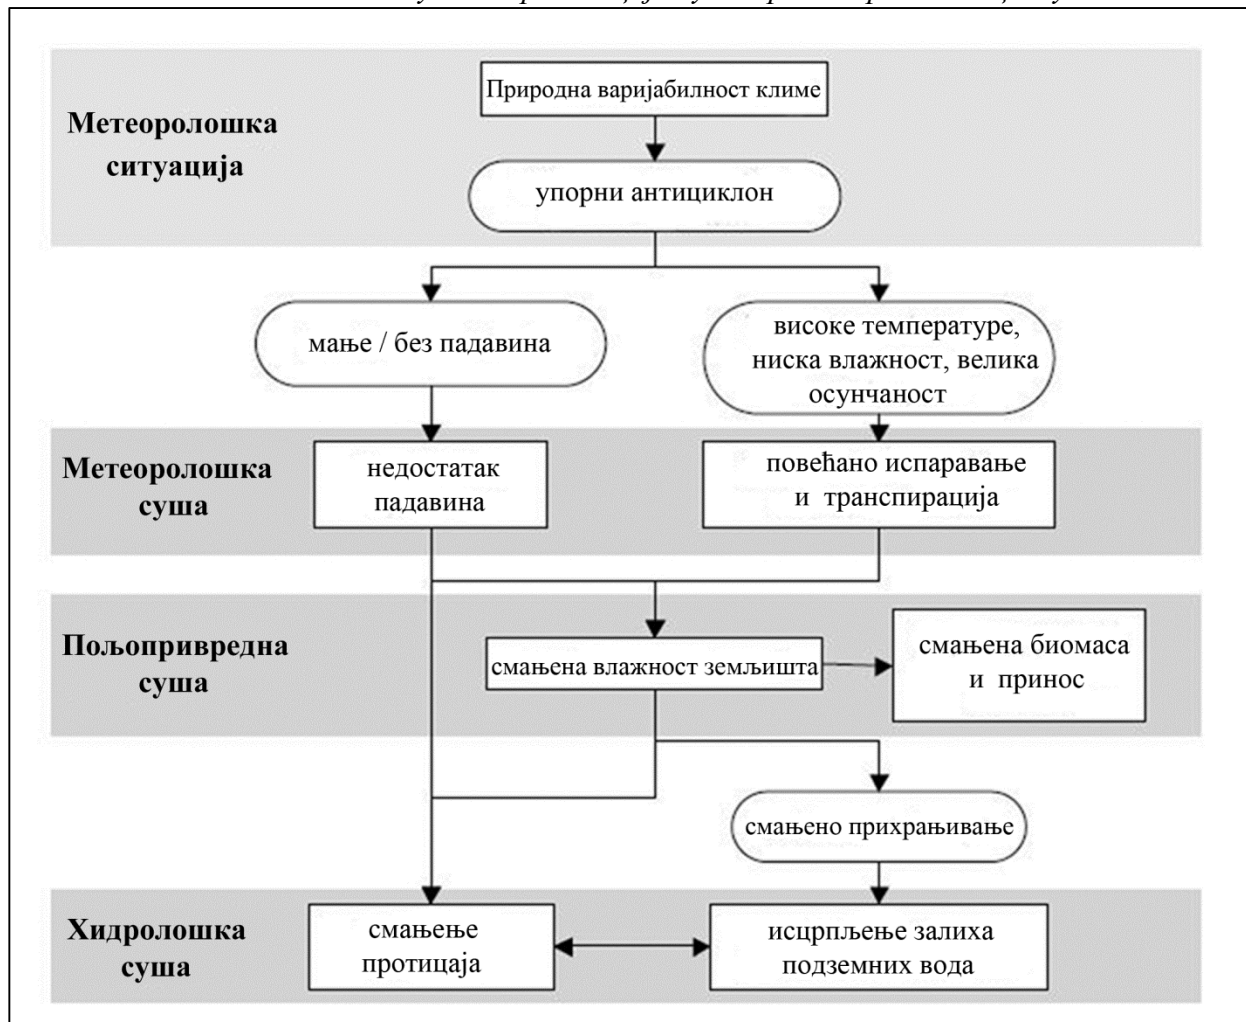 Природна варијабилност климе
Метеоролошка
ситуација
упорни антициклон
мање / без падавина
високе температуре,
ниска влажност, велика
осунчаност
Метеоролошка
суша
недостатак
падавина
повећано испаравање
и транспирација
Пољопривредна
суша
смањена влажност земљишта
смањена биомаса
и принос
смањено прихрањивање
Хидролошка
суша
смањење
протицаја
исцрпљење залиха
подземних вода